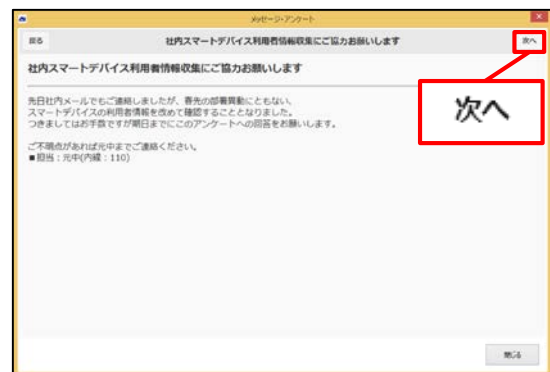 メッセージ・アンケート
戻る
社内スマートデバイス利用者情報収集にご協力お願いします
次へ
社内スマートデバイス利用者情報収集にご協力お願いします
先日社内メールでもご連絡しましたが、春先の部署異動にともない、
スマートデバイスの利用者情報を改めて確認することとなりました。
つきましてはお手数ですが明日までにこのアンケートへの回答をお願いします。
ご不明点があれば元中までご連絡ください。
■担当：元中(内線：110)
次へ
閉じる